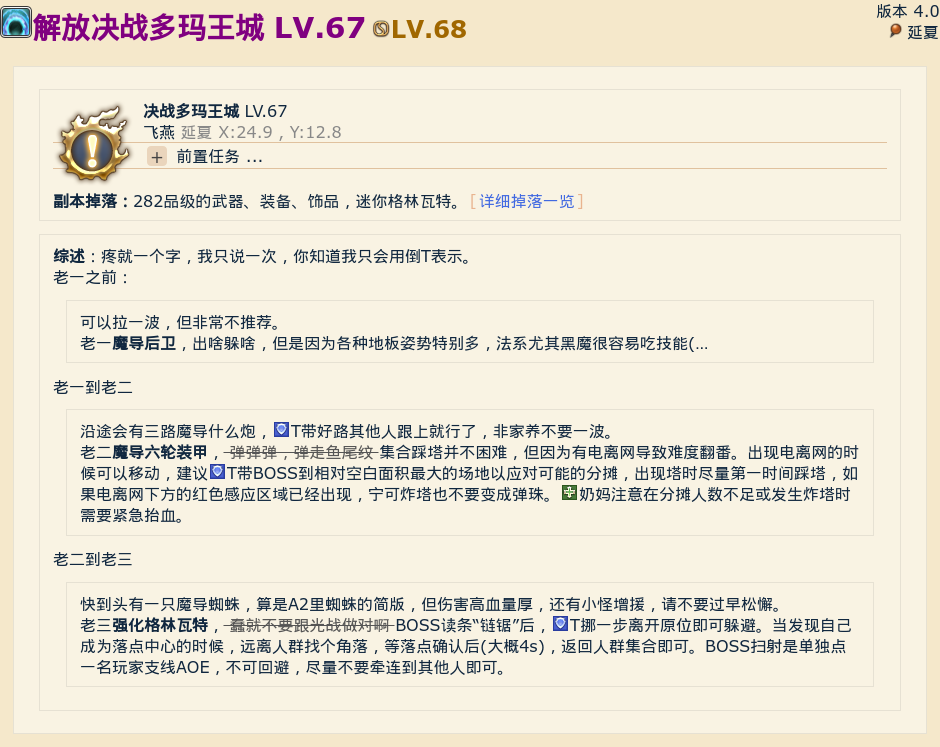 解放决战多玛王城 LV.67 LV.68
版本 4.0
延夏
决战多玛王城 LV.67
飞燕 延夏 X:24.9 , Y:12.8
+ 前置任务 ...
副本掉落：282品级的武器、装备、饰品，迷你格林瓦特。[详细掉落一览]
综述：疼就一个字，我只说一次，你知道我只会用倒T表示。
老一之前：
可以拉一波，但非常不推荐。
老一魔导后卫，出啥躲啥，但是因为各种地板姿势特别多，法系尤其黑魔很容易吃技能(...
老一到老二
沿途会有三路魔导什么炮，T带好路其他人跟上就行了，非家养不要一波。
老二魔导六轮装甲，弹弹弹，弹走鱼尾纹 集合踩塔并不困难，但因为有电离网导致难度翻番。出现电离网的时
候可以移动，建议T带BOSS到相对空白面积最大的场地以应对可能的分摊，出现塔时尽量第一时间踩塔，如
果电离网下方的红色感应区域已经出现，宁可炸塔也不要变成弹珠。奶妈注意在分摊人数不足或发生炸塔时
需要紧急抬血。
老二到老三
快到头有一只魔导蜘蛛，算是A2里蜘蛛的简版，但伤害高血量厚，还有小怪增援，请不要过早松懈。
老三强化格林瓦特，蠢就不要跟光战做对啊 BOSS读条“链锯”后，T挪一步离开原位即可躲避。当发现自己
成为落点中心的时候，远离人群找个角落，等落点确认后(大概4s)，返回人群集合即可。BOSS扫射是单独点
一名玩家支线AOE，不可回避，尽量不要牵连到其他人即可。